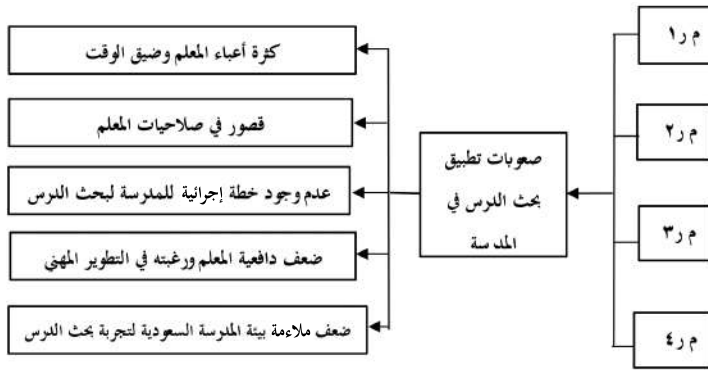 م ر١
م ر٢
م ر٣
م ر٤
صعوبات تطبيق
بحث الدرس في
المدسة
كثرة أعباء المعلم وضيق الوقت
قصور في صلاحيات المعلم
عدم وجود خطة إجرائية للمدرسة لبحث الدرس
ضعف دافعية المعلم ورغبته في التطوير المهني
ضعف ملاءمة بيئة المدرسة السعودية لتجربة بحث الدرس